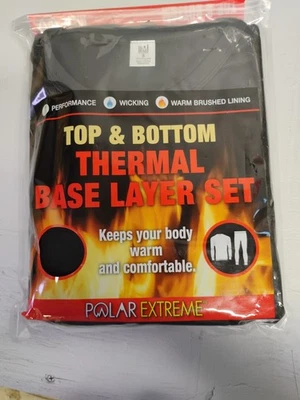 PERFORMANCE WICKING WARM BRUSHED LINING
TOP & BOTTOM
THERMAL
BASE LAYER SET
Keeps your body
warm
and comfortable.
POLAR EXTREME